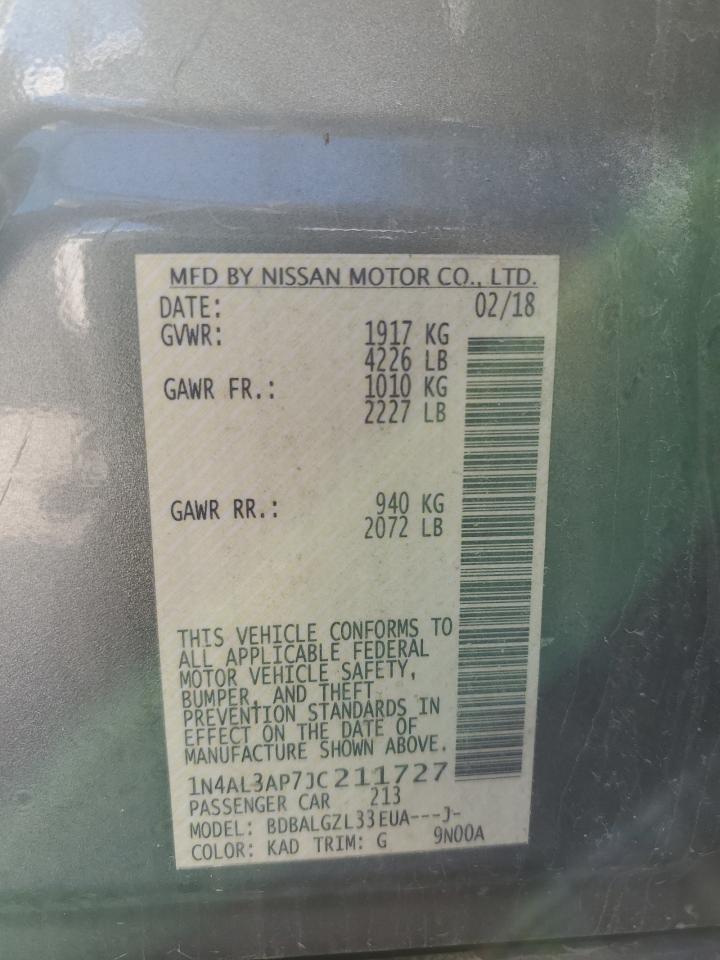 MFD BY NISSAN MOTOR CO., LTD.
DATE: 02/18
GVWR: 1917 KG
4226 LB
GAWR FR.: 1010 KG
2227 LB
GAWR RR.: 940 KG
2072 LB
THIS VEHICLE CONFORMS TO
ALL APPLICABLE FEDERAL
MOTOR VEHICLE SAFETY,
BUMPER, AND THEFT
PREVENTION STANDARDS IN
EFFECT ON THE DATE OF
MANUFACTURE SHOWN ABOVE.
1N4AL3AP7JC211727
PASSENGER CAR 213
MODEL: BDBALGZL33EUA---J-
COLOR: KAD TRIM: G 9N00A